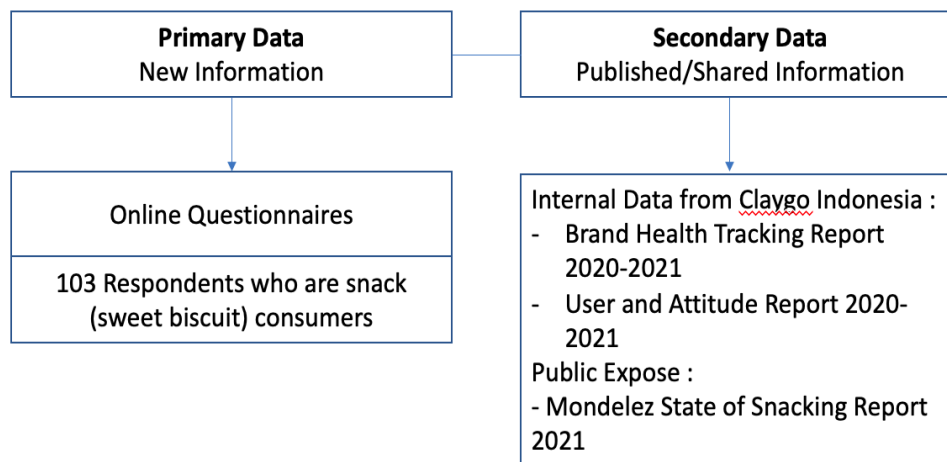 Primary Data
New Information
Secondary Data
Published/Shared Information
Online Questionnaires
103 Respondents who are snack
(sweet biscuit) consumers
Internal Data from Claygo Indonesia :
- Brand Health Tracking Report
2020-2021
- User and Attitude Report 2020-
2021
Public Expose :
- Mondelez State of Snacking Report
2021